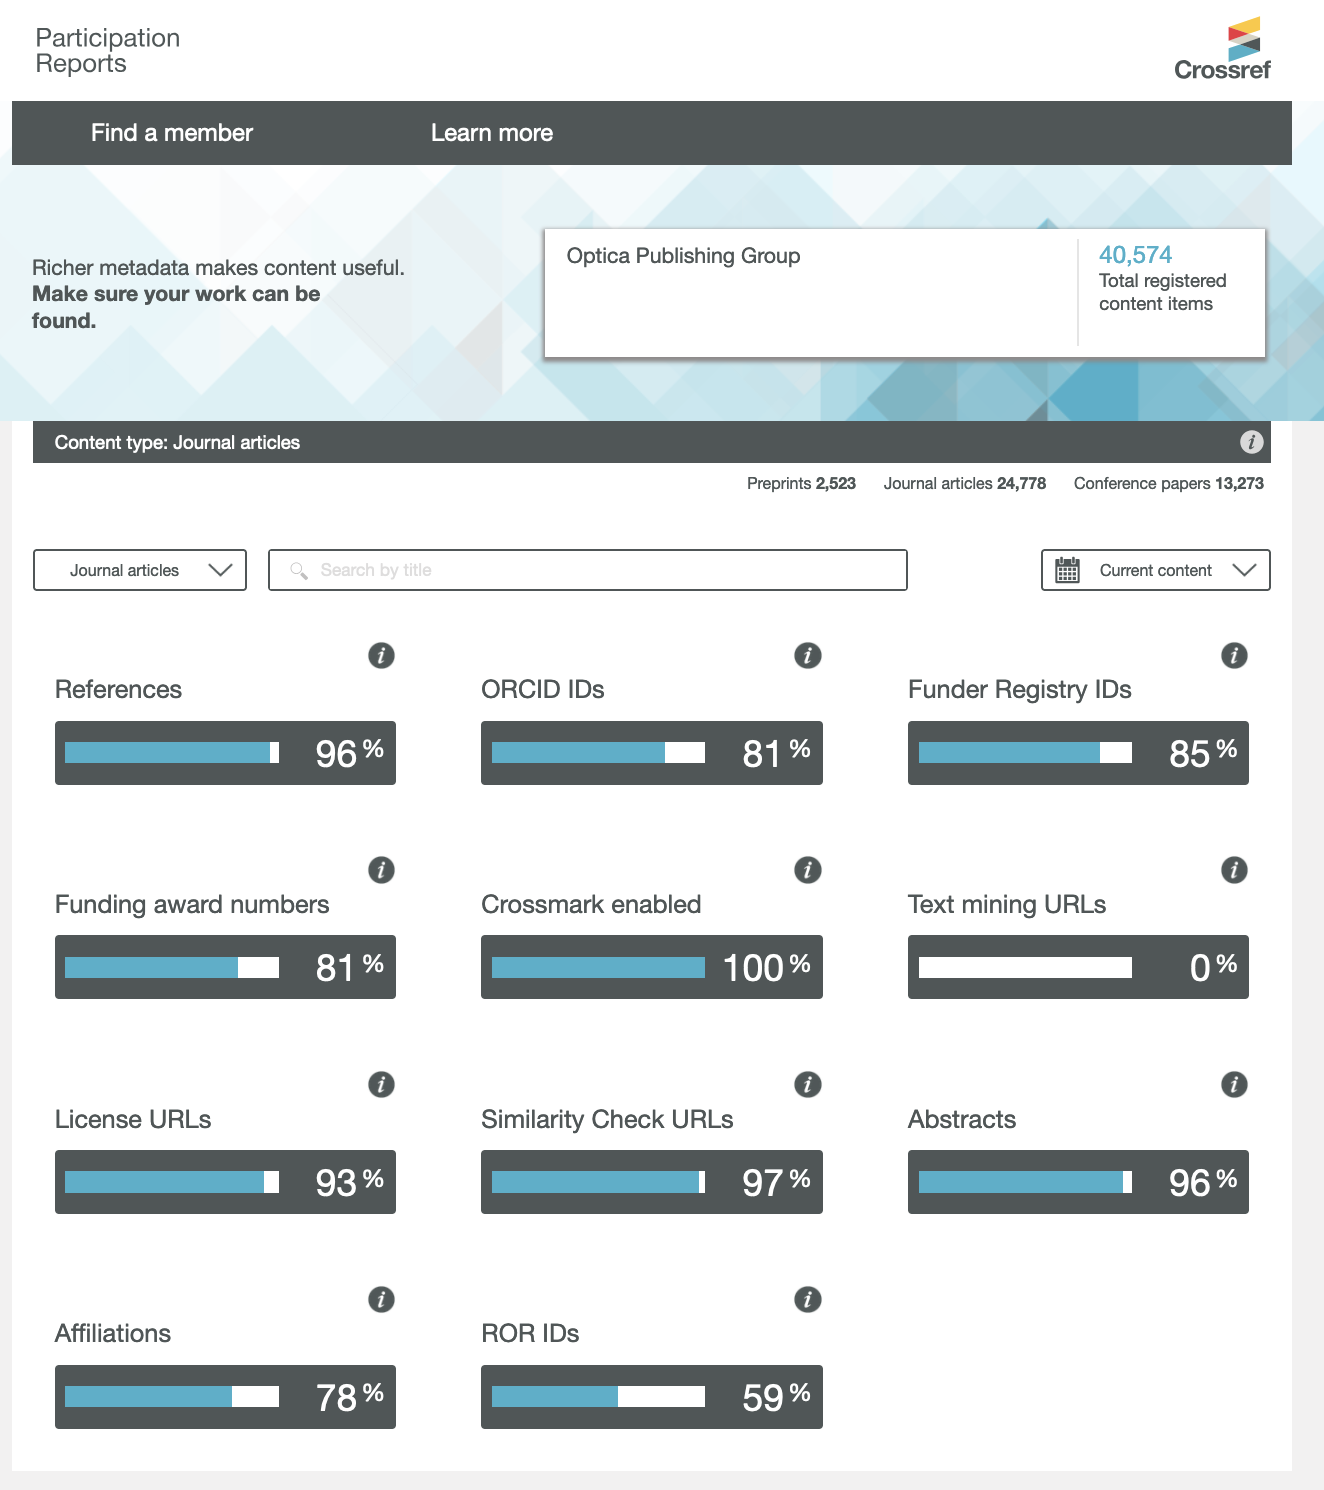 Participation
Reports
Crossref
Find a member
Learn more
Richer metadata makes content useful.
Make sure your work can be
found.
Optica Publishing Group
40,574
Total registered
content items
Content type: Journal articles
i
Preprints 2,523
Journal articles 24,778
Conference papers 13,273
Journal articles
Search by title
Current content
i
References
96 %
i
ORCID IDs
81 %
i
Funder Registry IDs
85 %
i
Funding award numbers
81 %
i
Crossmark enabled
100 %
i
Text mining URLs
0 %
i
License URLs
93 %
i
Similarity Check URLs
97 %
i
Abstracts
96 %
i
Affiliations
78 %
i
ROR IDs
59 %